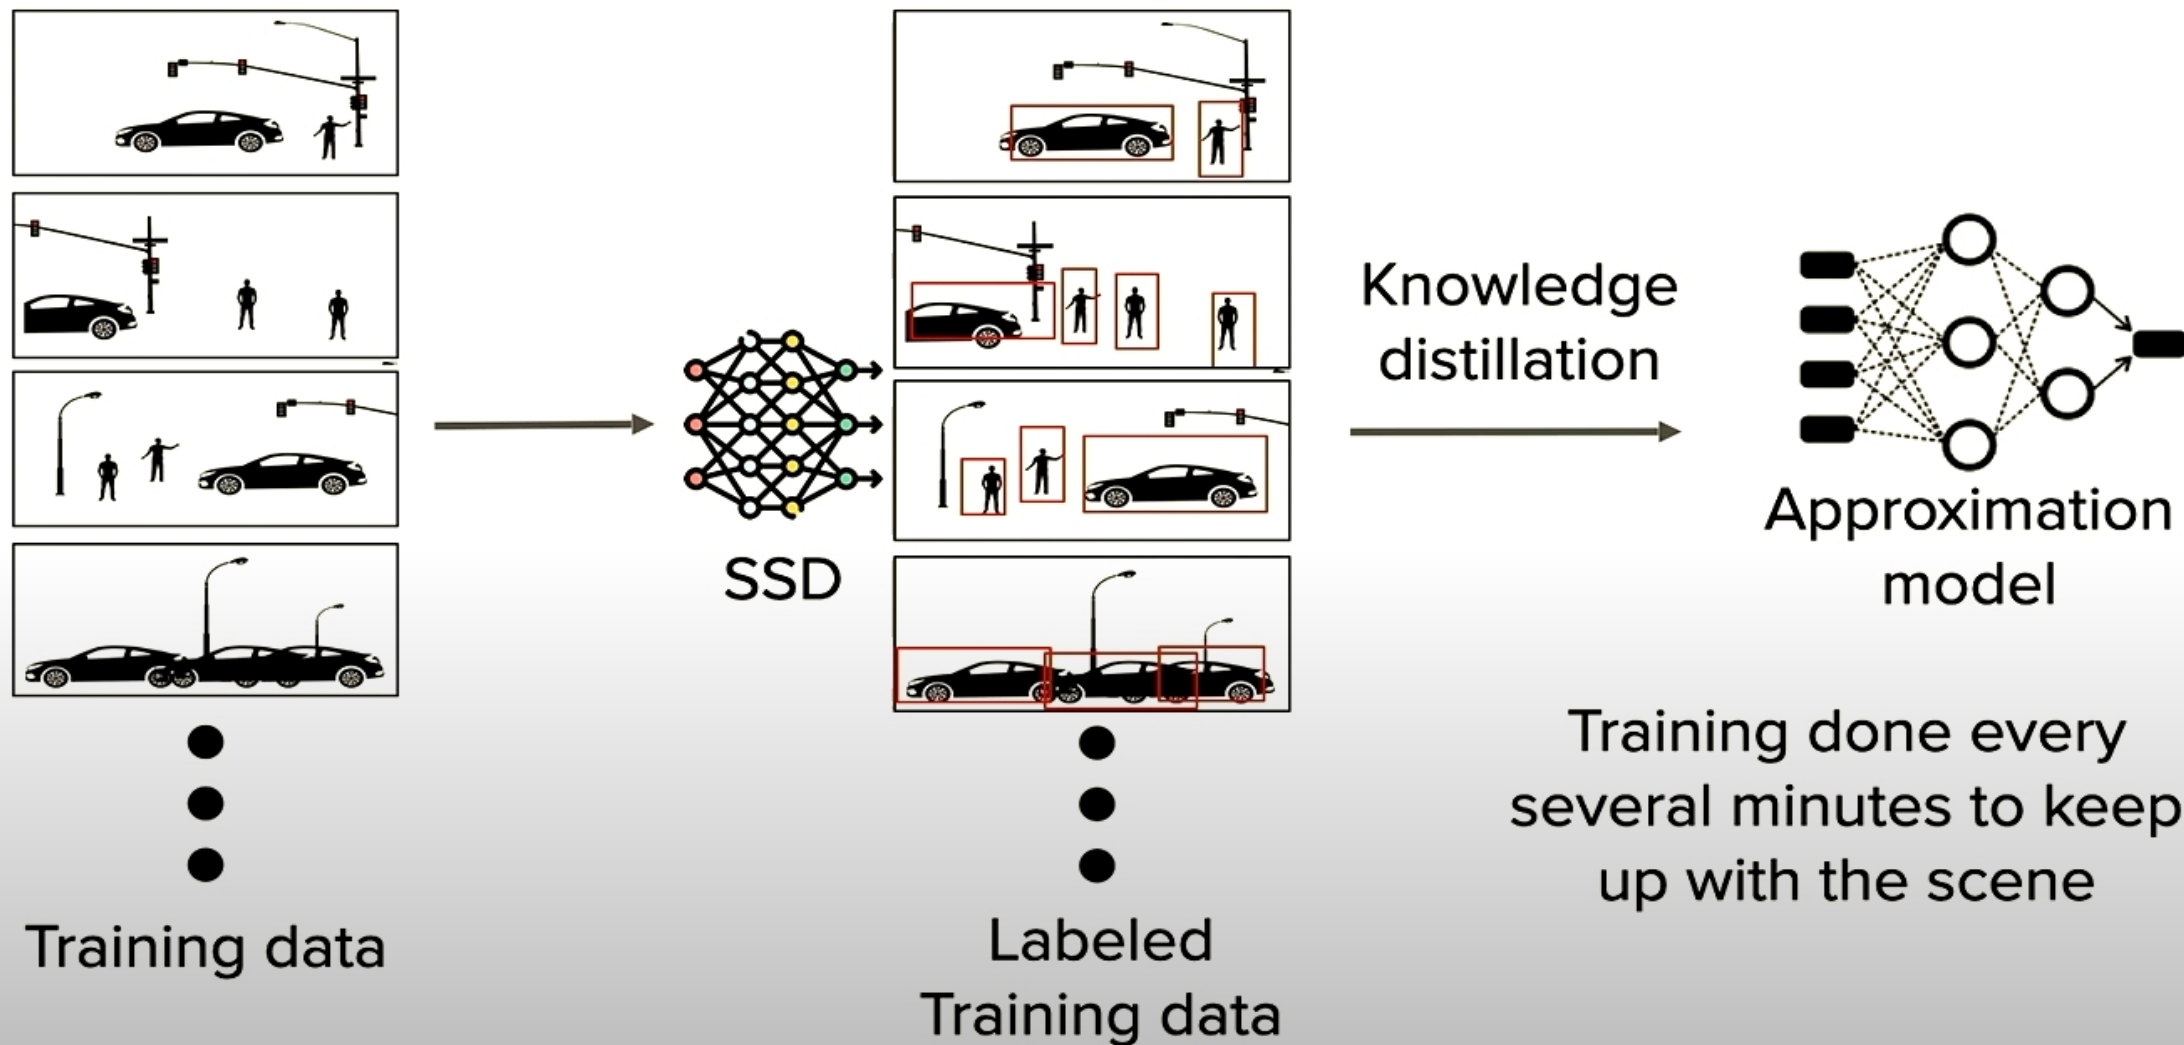 SSD
Knowledge
distillation
Approximation
model
Training done every
several minutes to keep
up with the scene
Training data
Labeled
Training data